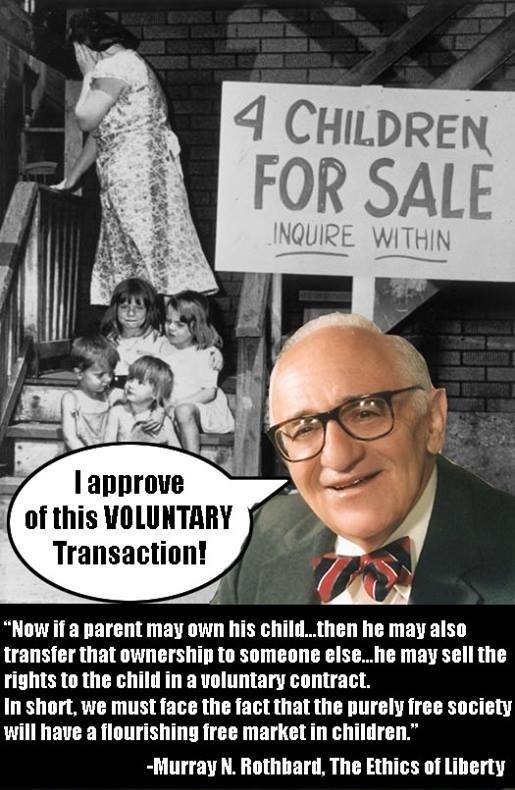 4 CHILDREN
FOR SALE
INQUIRE WITHIN
I approve
of this VOLUNTARY
Transaction!
“Now if a parent may own his child...then he may also
transfer that ownership to someone else...he may sell the
rights to the child in a voluntary contract.
In short, we must face the fact that the purely free society
will have a flourishing free market in children.”
-Murray N. Rothbard, The Ethics of Liberty